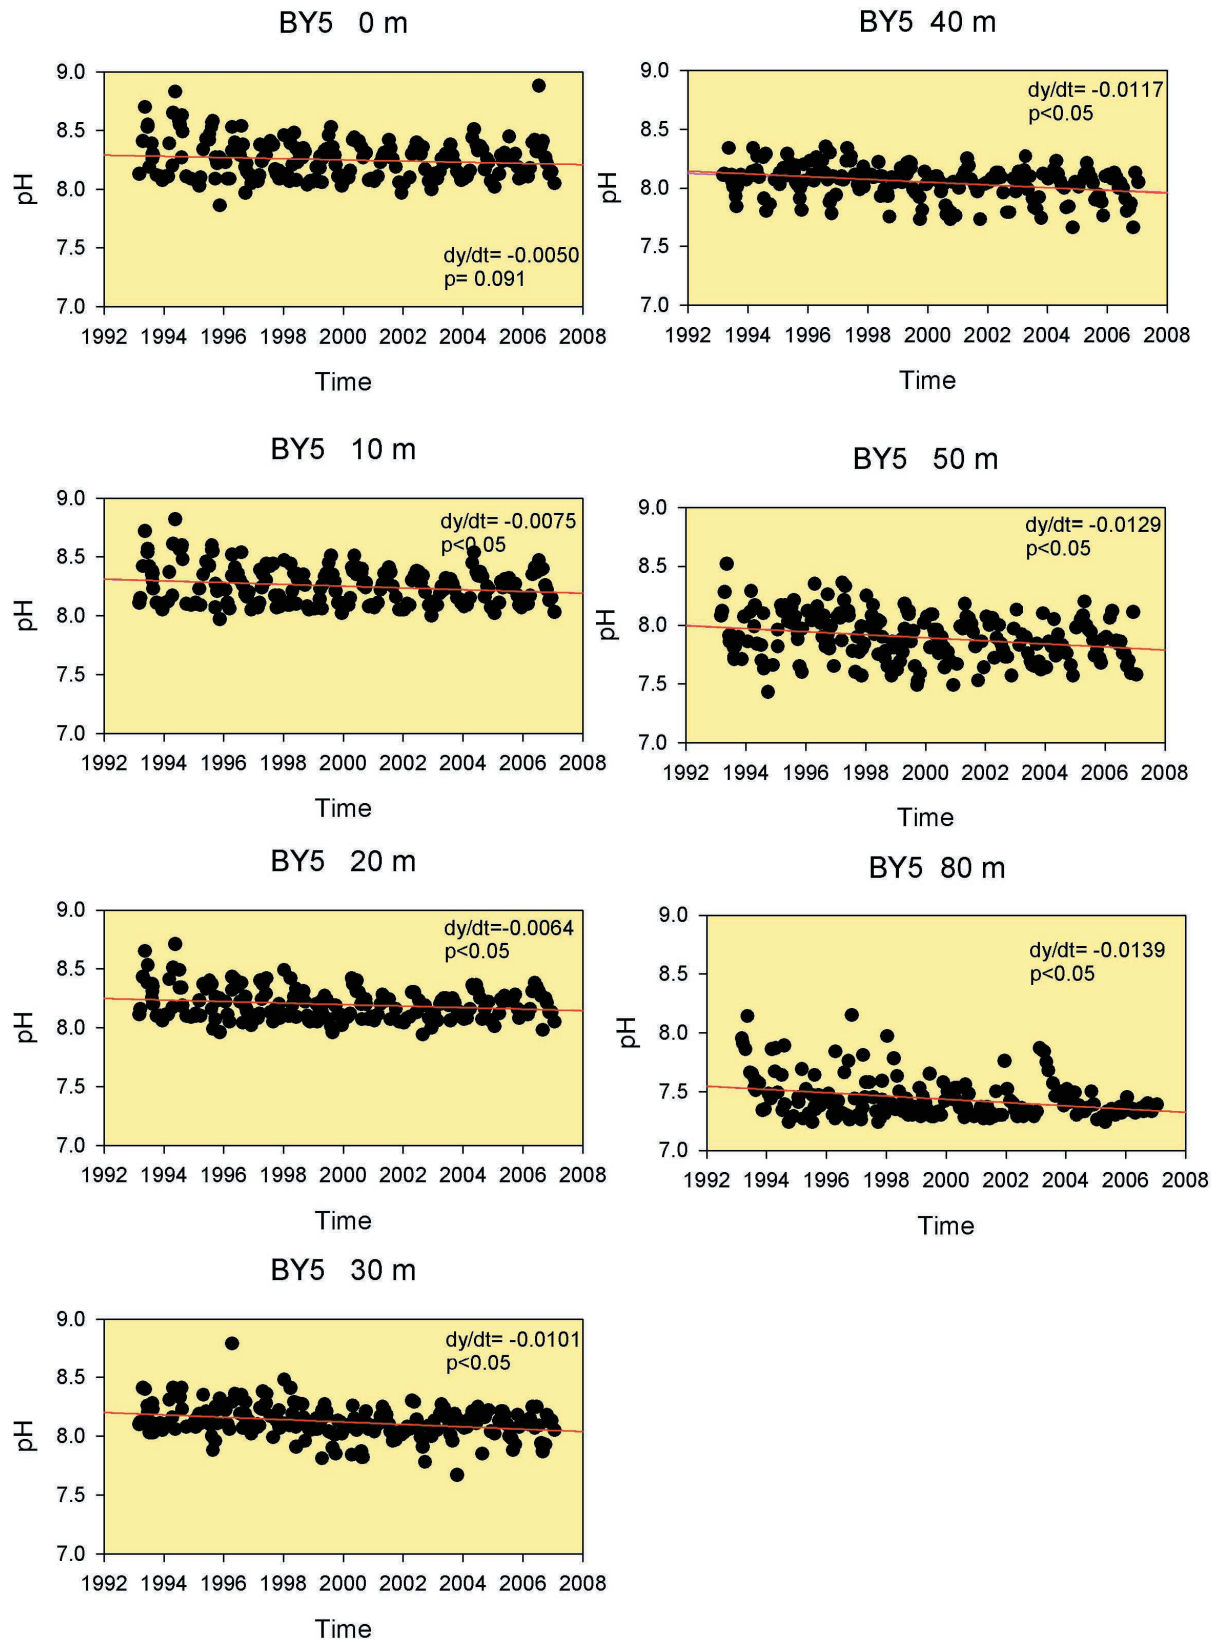 BY5 0 m
9.0
8.5
8.0
7.5
7.0
pH
dy/dt= -0.0050
p= 0.091
1992 1994 1996 1998 2000 2002 2004 2006 2008
Time
BY5 40 m
9.0
8.5
8.0
7.5
7.0
pH
dy/dt= -0.0117
p<0.05
1992 1994 1996 1998 2000 2002 2004 2006 2008
Time
BY5 10 m
9.0
8.5
8.0
7.5
7.0
pH
dy/dt= -0.0075
p<0.05
1992 1994 1996 1998 2000 2002 2004 2006 2008
Time
BY5 50 m
9.0
8.5
8.0
7.5
7.0
pH
dy/dt= -0.0129
p<0.05
1992 1994 1996 1998 2000 2002 2004 2006 2008
Time
BY5 20 m
9.0
8.5
8.0
7.5
7.0
pH
dy/dt=-0.0064
p<0.05
1992 1994 1996 1998 2000 2002 2004 2006 2008
Time
BY5 80 m
9.0
8.5
8.0
7.5
7.0
pH
dy/dt= -0.0139
p<0.05
1992 1994 1996 1998 2000 2002 2004 2006 2008
Time
BY5 30 m
9.0
8.5
8.0
7.5
7.0
pH
dy/dt= -0.0101
p<0.05
1992 1994 1996 1998 2000 2002 2004 2006 2008
Time